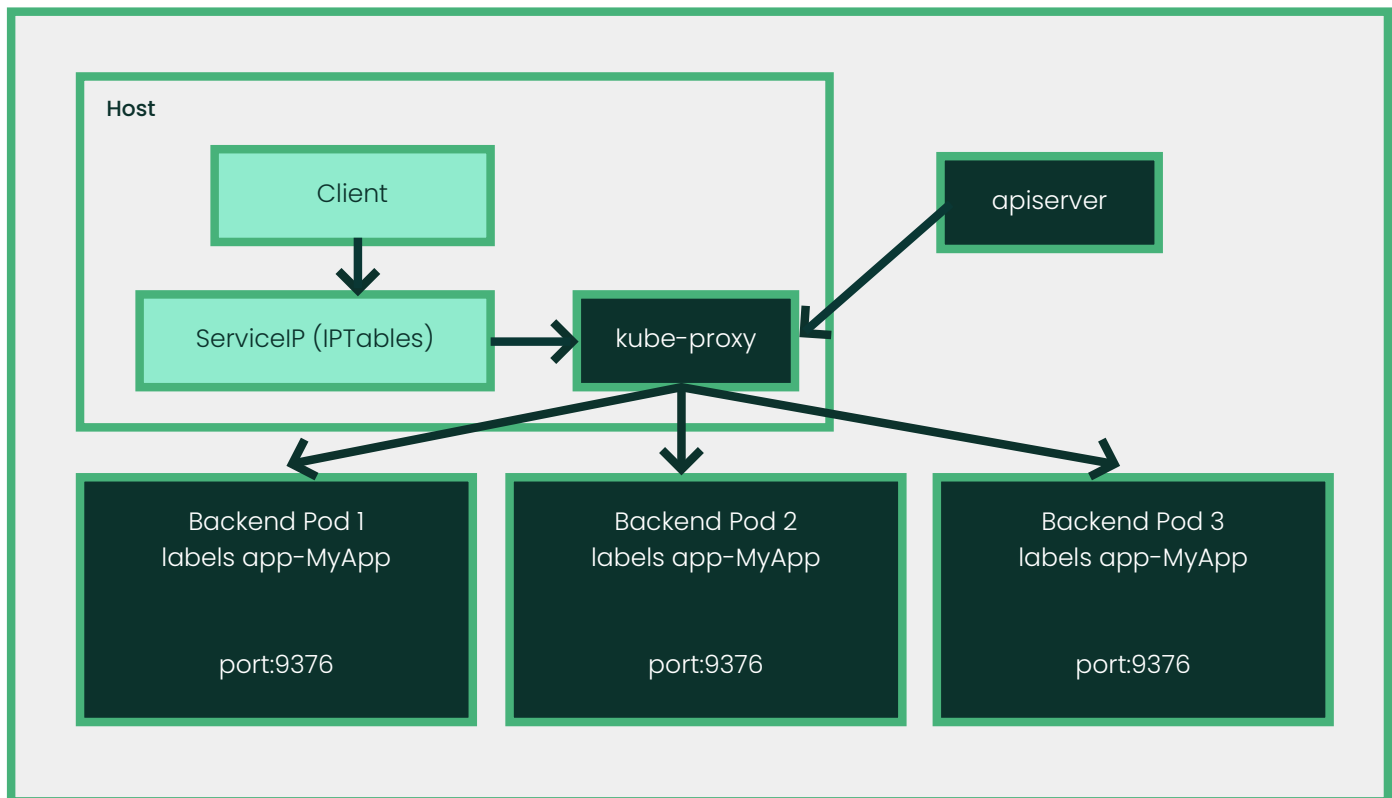 Host
Client
apiserver
ServiceIP (IPTables)
kube-proxy
Backend Pod 1
labels app-MyApp
port:9376
Backend Pod 2
labels app-MyApp
port:9376
Backend Pod 3
labels app-MyApp
port:9376